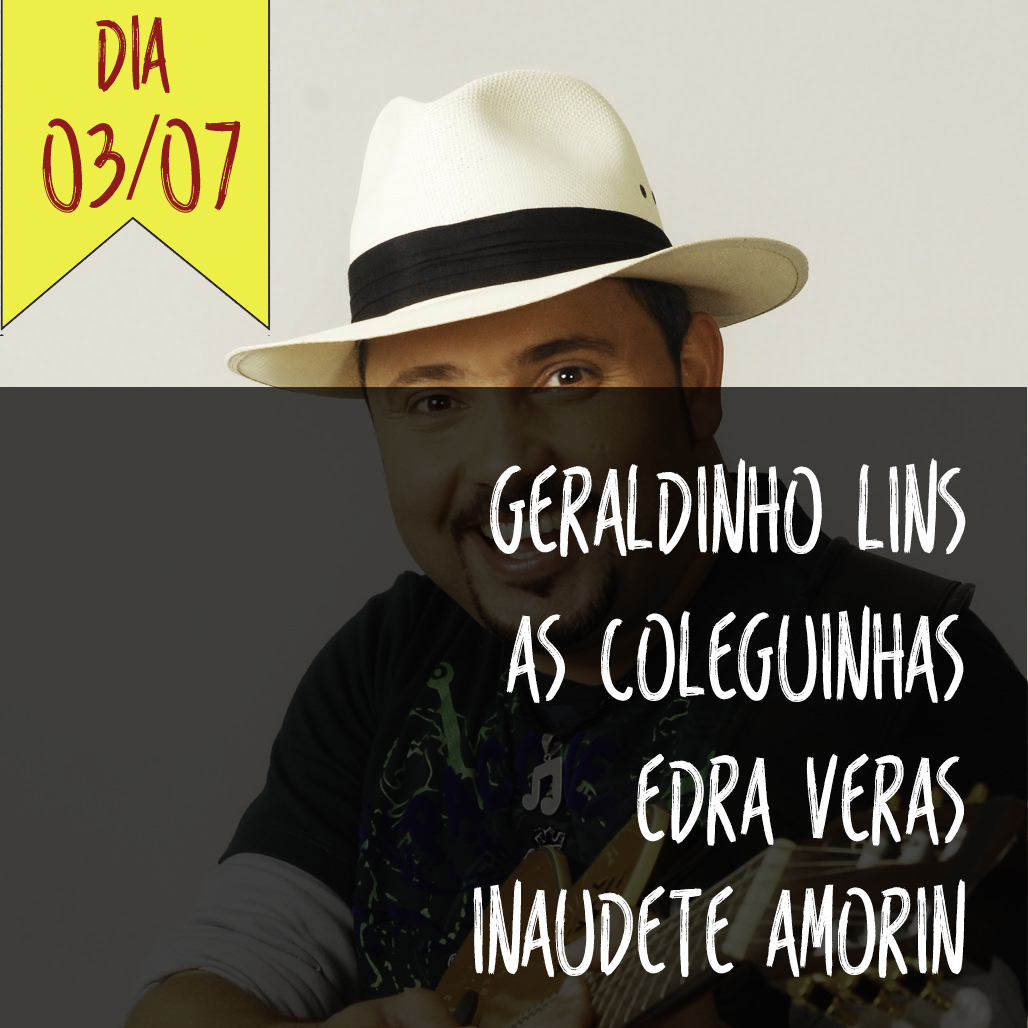 DIA
03/07
GERALDINHO LINS
AS COLEGUINHAS
EDRA VERAS
INAUDETE AMORIN